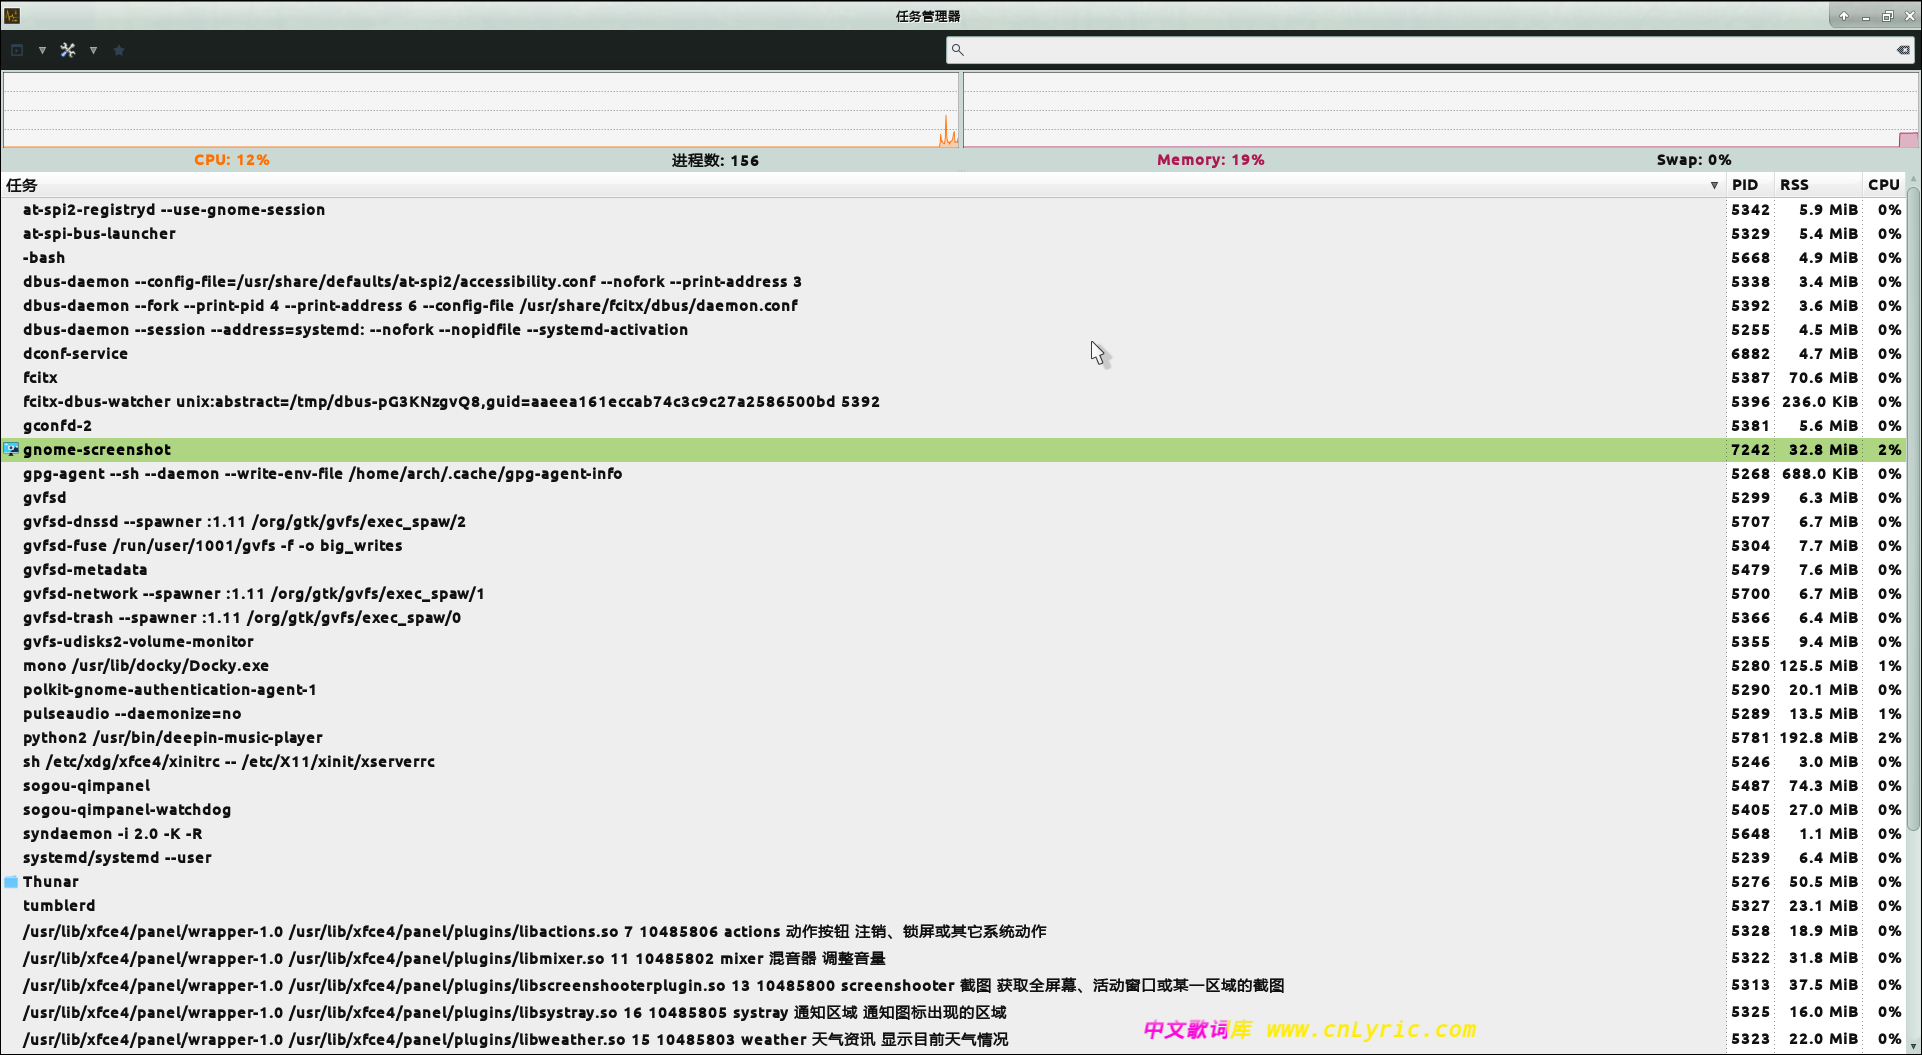 任务管理器
CPU: 12% 进程数: 156 Memory: 19% Swap: 0%
任务 PID RSS CPU
at-spi2-registryd --use-gnome-session 5342 5.9 MiB 0%
at-spi-bus-launcher 5329 5.4 MiB 0%
-bash 5668 4.9 MiB 0%
dbus-daemon --config-file=/usr/share/defaults/at-spi2/accessibility.conf --nofork --print-address 3 5338 3.4 MiB 0%
dbus-daemon --fork --print-pid 4 --print-address 6 --config-file /usr/share/fcitx/dbus/daemon.conf 5392 3.6 MiB 0%
dbus-daemon --session --address=systemd: --nofork --nopidfile --systemd-activation 5255 4.5 MiB 0%
dconf-service 6882 4.7 MiB 0%
fcitx 5387 70.6 MiB 0%
fcitx-dbus-watcher unix:abstract=/tmp/dbus-pG3KNzgvQ8,guid=aaeea161eccab74c3c9c27a2586500bd 5392 5396 236.0 KiB 0%
gconfd-2 5381 5.6 MiB 0%
gnome-screenshot 7242 32.8 MiB 2%
gpg-agent --sh --daemon --write-env-file /home/arch/.cache/gpg-agent-info 5268 688.0 KiB 0%
gvfsd 5299 6.3 MiB 0%
gvfsd-dnssd --spawner :1.11 /org/gtk/gvfs/exec_spaw/2 5707 6.7 MiB 0%
gvfsd-fuse /run/user/1001/gvfs -f -o big_writes 5304 7.7 MiB 0%
gvfsd-metadata 5479 7.6 MiB 0%
gvfsd-network --spawner :1.11 /org/gtk/gvfs/exec_spaw/1 5700 6.7 MiB 0%
gvfsd-trash --spawner :1.11 /org/gtk/gvfs/exec_spaw/0 5366 6.4 MiB 0%
gvfs-udisks2-volume-monitor 5355 9.4 MiB 0%
mono /usr/lib/docky/Docky.exe 5280 125.5 MiB 1%
polkit-gnome-authentication-agent-1 5290 20.1 MiB 0%
pulseaudio --daemonize=no 5289 13.5 MiB 1%
python2 /usr/bin/deepin-music-player 5781 192.8 MiB 2%
sh /etc/xdg/xfce4/xinitrc -- /etc/X11/xinit/xserverrc 5246 3.0 MiB 0%
sogou-qimpanel 5487 74.3 MiB 0%
sogou-qimpanel-watchdog 5405 27.0 MiB 0%
syndaemon -i 2.0 -K -R 5648 1.1 MiB 0%
systemd/systemd --user 5239 6.4 MiB 0%
Thunar 5276 50.5 MiB 0%
tumblerd 5327 23.1 MiB 0%
/usr/lib/xfce4/panel/wrapper-1.0 /usr/lib/xfce4/panel/plugins/libactions.so 7 10485806 actions 动作按钮 注销、锁屏或其它系统动作 5328 18.9 MiB 0%
/usr/lib/xfce4/panel/wrapper-1.0 /usr/lib/xfce4/panel/plugins/libmixer.so 11 10485802 mixer 混音器 调整音量 5322 31.8 MiB 0%
/usr/lib/xfce4/panel/wrapper-1.0 /usr/lib/xfce4/panel/plugins/libscreenshooterplugin.so 13 10485800 screenshooter 截图 获取全屏幕、活动窗口或某一区域的截图 5313 37.5 MiB 0%
/usr/lib/xfce4/panel/wrapper-1.0 /usr/lib/xfce4/panel/plugins/libsystray.so 16 10485805 systray 通知区域 通知图标出现的区域 5325 16.0 MiB 0%
/usr/lib/xfce4/panel/wrapper-1.0 /usr/lib/xfce4/panel/plugins/libweather.so 15 10485803 weather 天气资讯 显示目前天气情况 5323 22.0 MiB 0%
中文歌词库 www.cnLyric.com